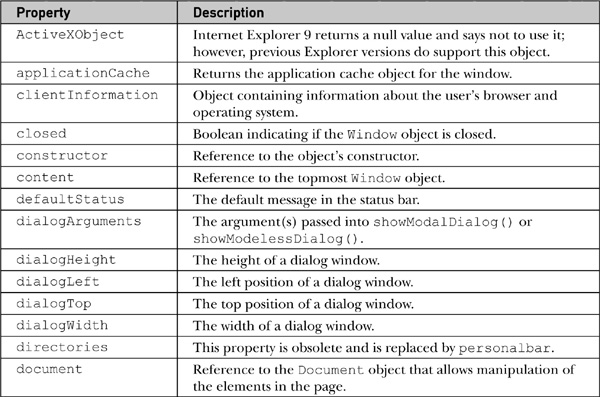 Property Description
ActiveXObject Internet Explorer 9 returns a null value and says not to use it;
however, previous Explorer versions do support this object.
applicationCache Returns the application cache object for the window.
clientInformation Object containing information about the user’s browser and
operating system.
closed Boolean indicating if the Window object is closed.
constructor Reference to the object’s constructor.
content Reference to the topmost Window object.
defaultStatus The default message in the status bar.
dialogArguments The argument(s) passed into showModalDialog() or
showModelessDialog().
dialogHeight The height of a dialog window.
dialogLeft The left position of a dialog window.
dialogTop The top position of a dialog window.
dialogWidth The width of a dialog window.
directories This property is obsolete and is replaced by personalbar.
document Reference to the Document object that allows manipulation of
the elements in the page.